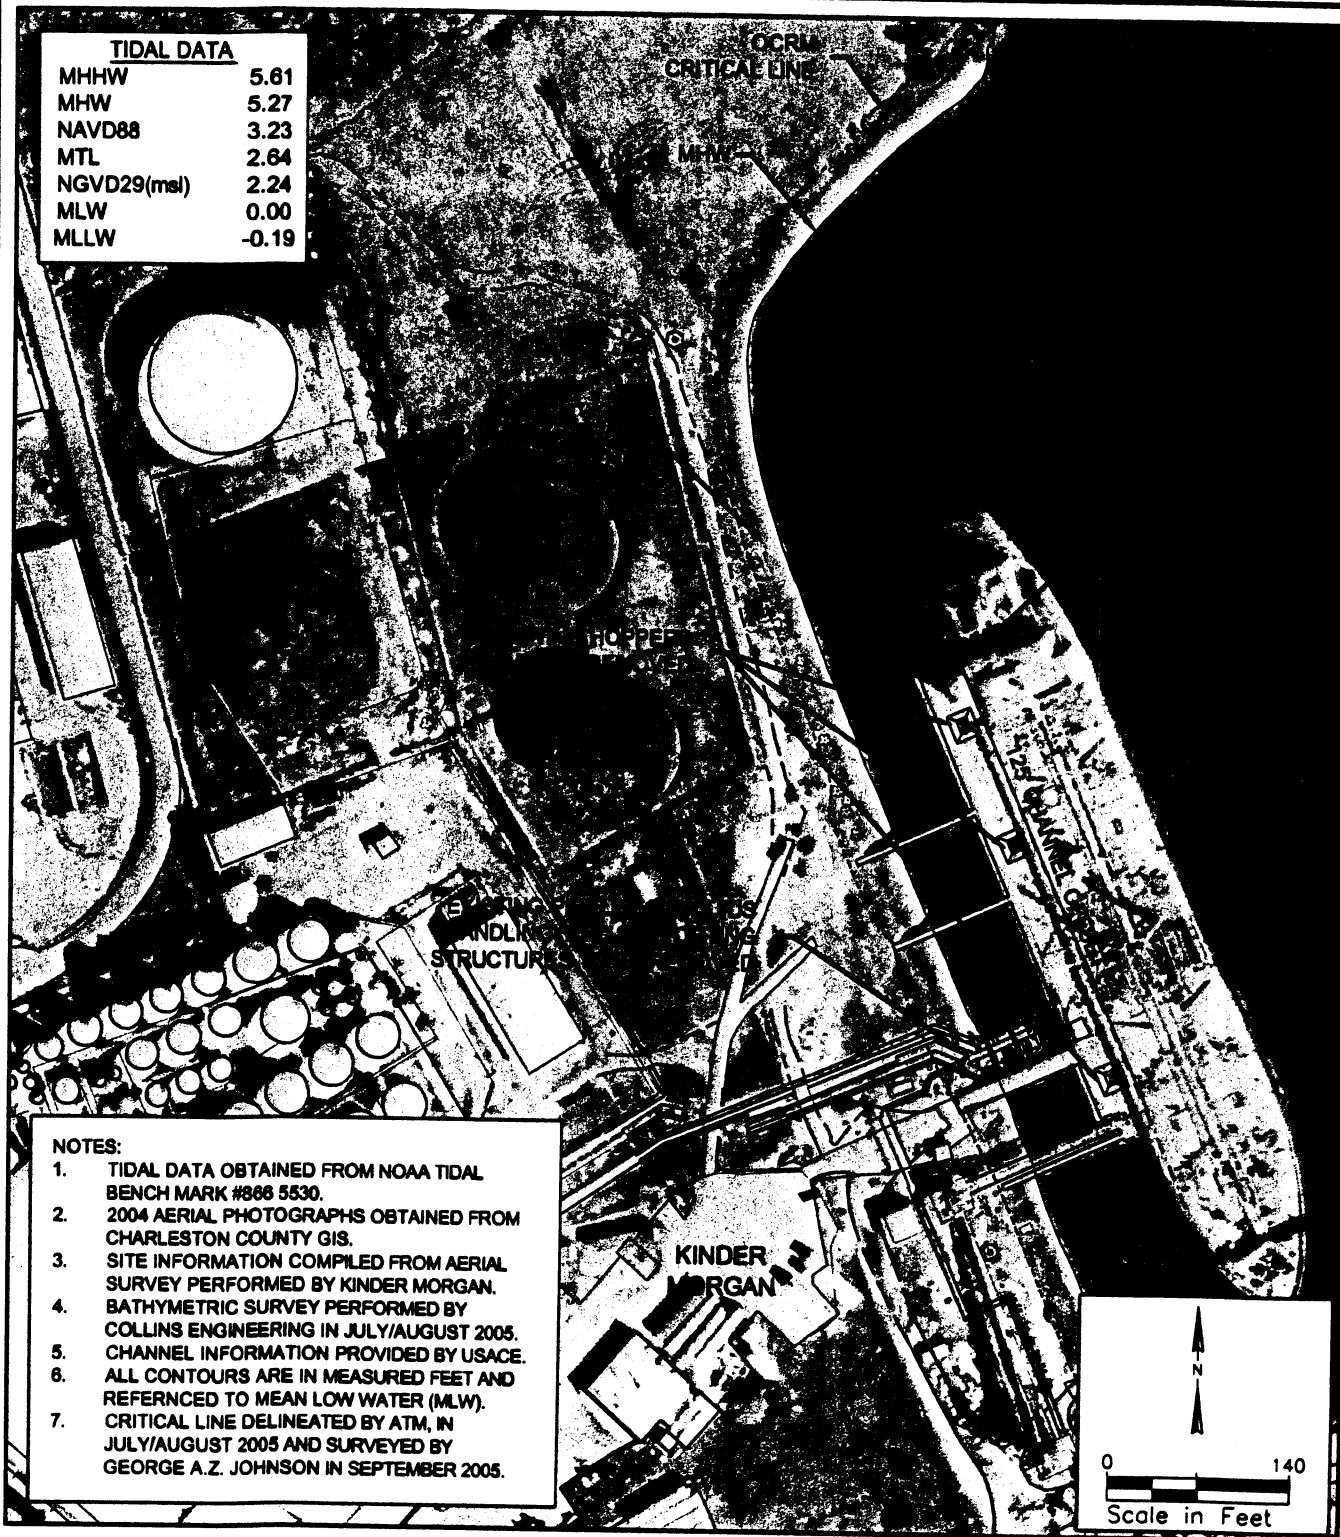 TIDAL DATA
MHHW 5.61
MHW 5.27
NAVD88 3.23
MTL 2.64
NGVD29(msl) 2.24
MLW 0.00
MLLW -0.19
OCRM
CRITICAL LINE
MHW
HOPPER
STRUCTURES
KINDER
MORGAN
NOTES:
1. TIDAL DATA OBTAINED FROM NOAA TIDAL
BENCH MARK #866 5530.
2. 2004 AERIAL PHOTOGRAPHS OBTAINED FROM
CHARLESTON COUNTY GIS.
3. SITE INFORMATION COMPILED FROM AERIAL
SURVEY PERFORMED BY KINDER MORGAN.
4. BATHYMETRIC SURVEY PERFORMED BY
COLLINS ENGINEERING IN JULY/AUGUST 2005.
5. CHANNEL INFORMATION PROVIDED BY USACE.
6. ALL CONTOURS ARE IN MEASURED FEET AND
REFERNCED TO MEAN LOW WATER (MLW).
7. CRITICAL LINE DELINEATED BY ATM, IN
JULY/AUGUST 2005 AND SURVEYED BY
GEORGE A.Z. JOHNSON IN SEPTEMBER 2005.
N
0 140
Scale in Feet